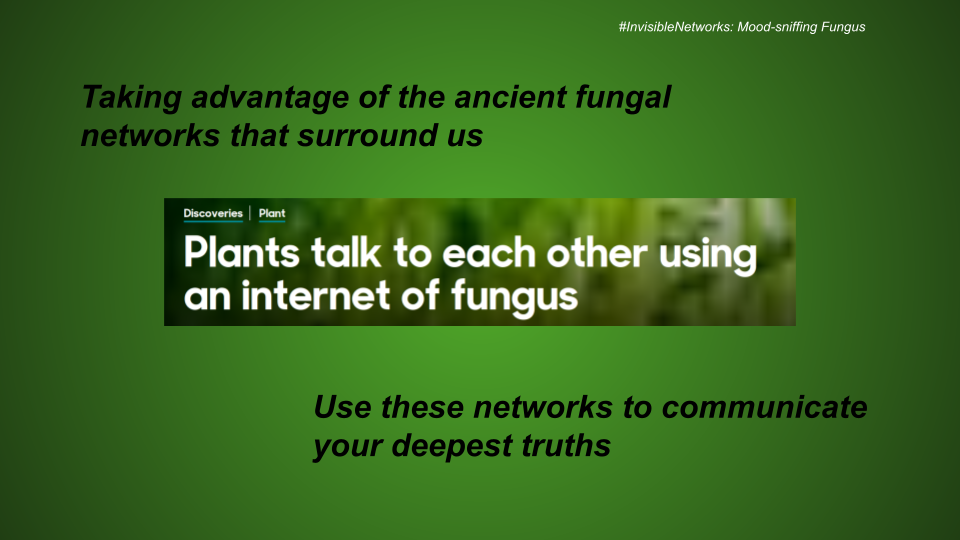 #InvisibleNetworks: Mood-sniffing Fungus
Taking advantage of the ancient fungal
networks that surround us
Discoveries | Plant
Plants talk to each other using
an internet of fungus
Use these networks to communicate
your deepest truths